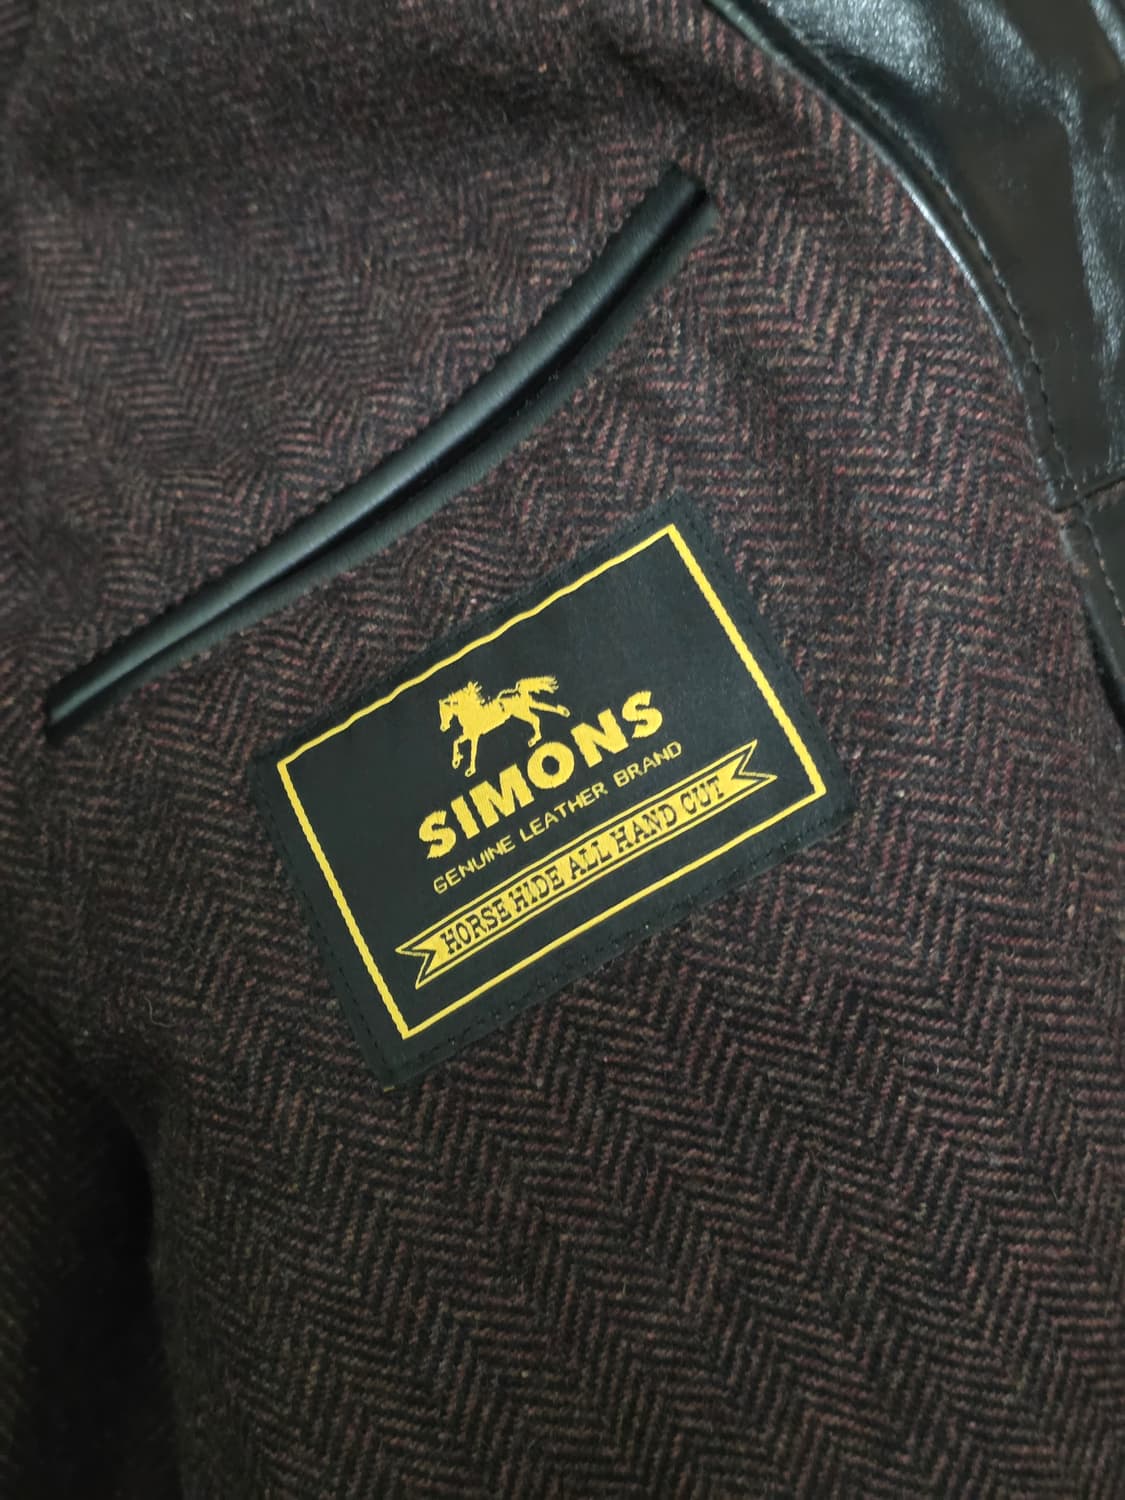 SIMONS
GENUINE LEATHER BRAND
HORSE HIDE ALL HAND CUT